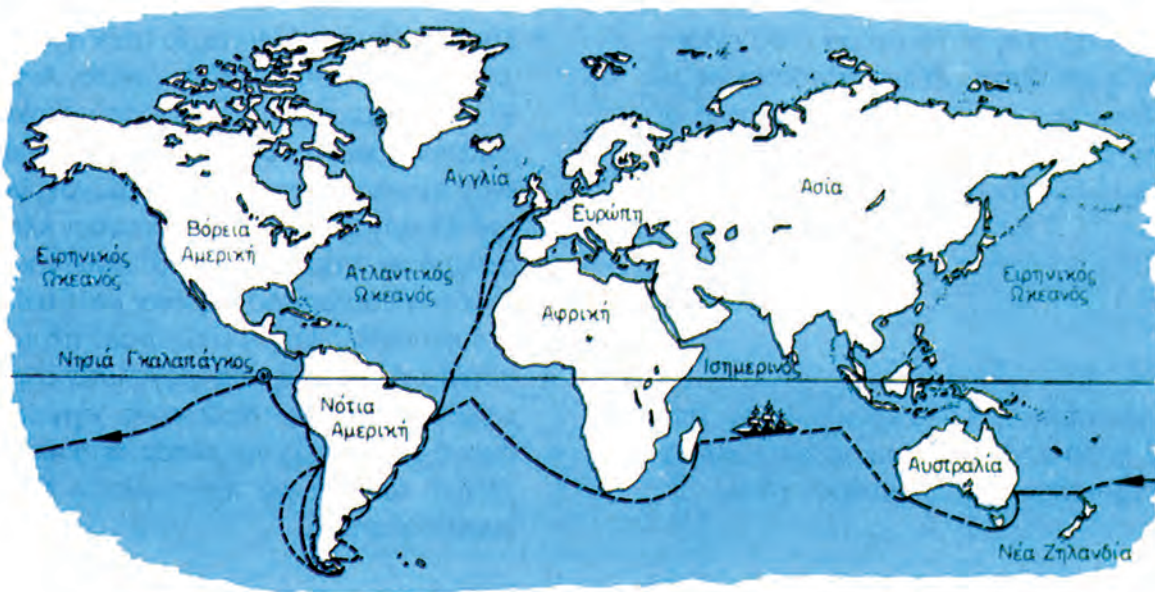 Αγγλία
Ασία
Ευρώπη
Βόρεια
Αμερική
Ειρηνικός
Ωκεανός
Ατλαντικός
Ωκεανός
Ειρηνικός
Ωκεανός
Αφρική
Νησιά Γκαλαπάγκος
Ισημερινός
Νότια
Αμερική
Αυστραλία
Νέα Ζηλανδία